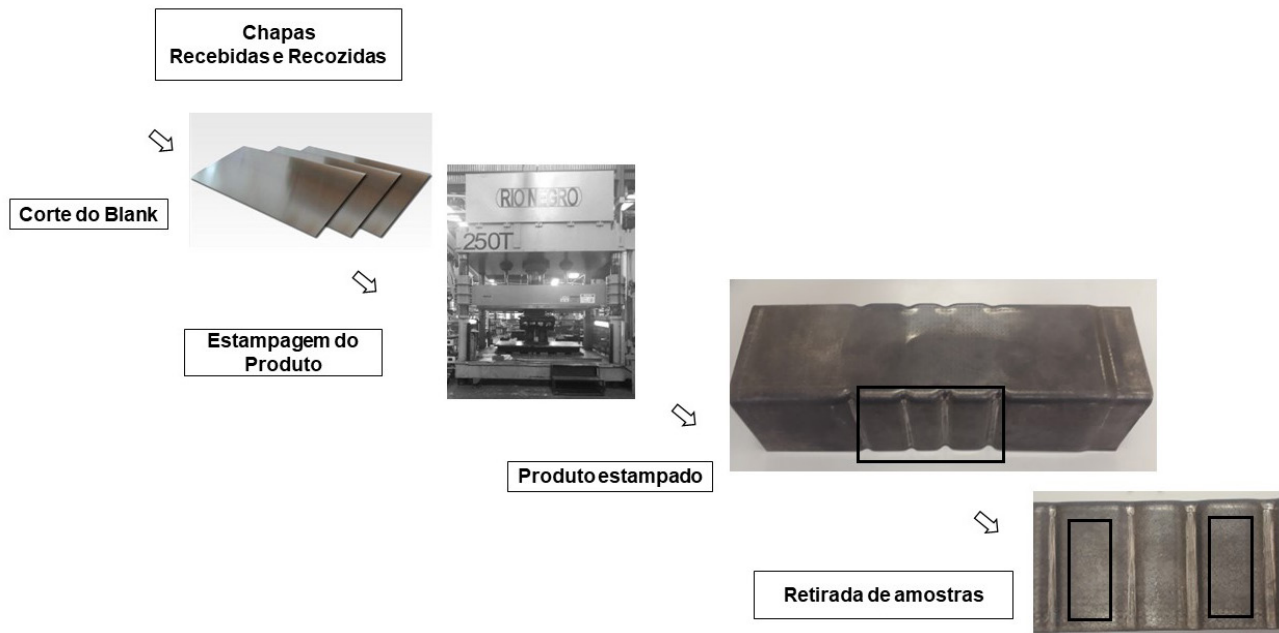 Chapas
Recebidas e Recozidas
Corte do Blank
RIO NEGRO
250T
Estampagem do
Produto
Produto estampado
Retirada de amostras